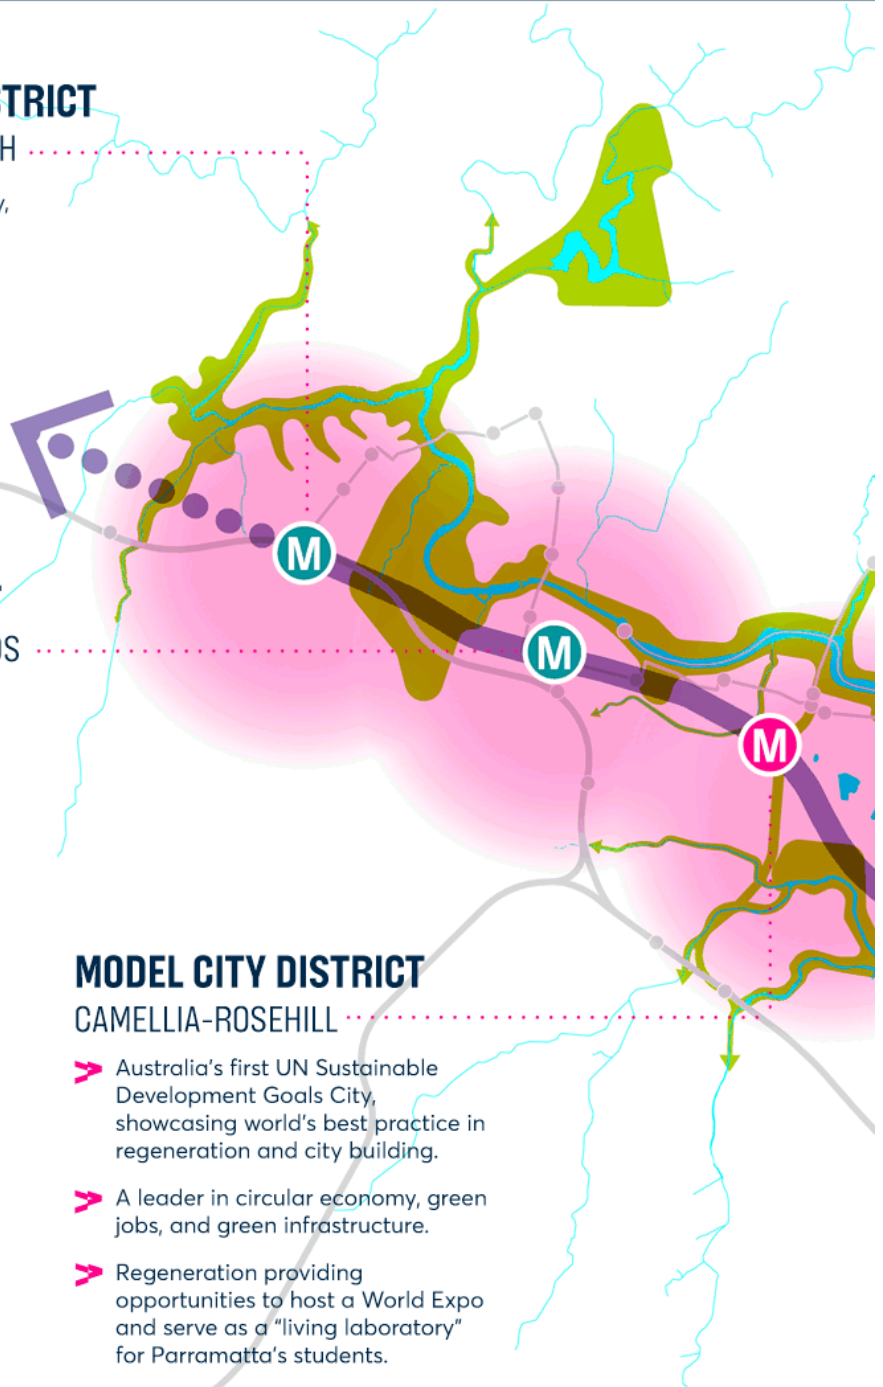 TRICT
H
y,
DS
M
M
M
MODEL CITY DISTRICT
CAMELLIA-ROSEHILL
Australia's first UN Sustainable
Development Goals City,
showcasing world's best practice in
regeneration and city building.
A leader in circular economy, green
jobs, and green infrastructure.
Regeneration providing
opportunities to host a World Expo
and serve as a "living laboratory"
for Parramatta's students.